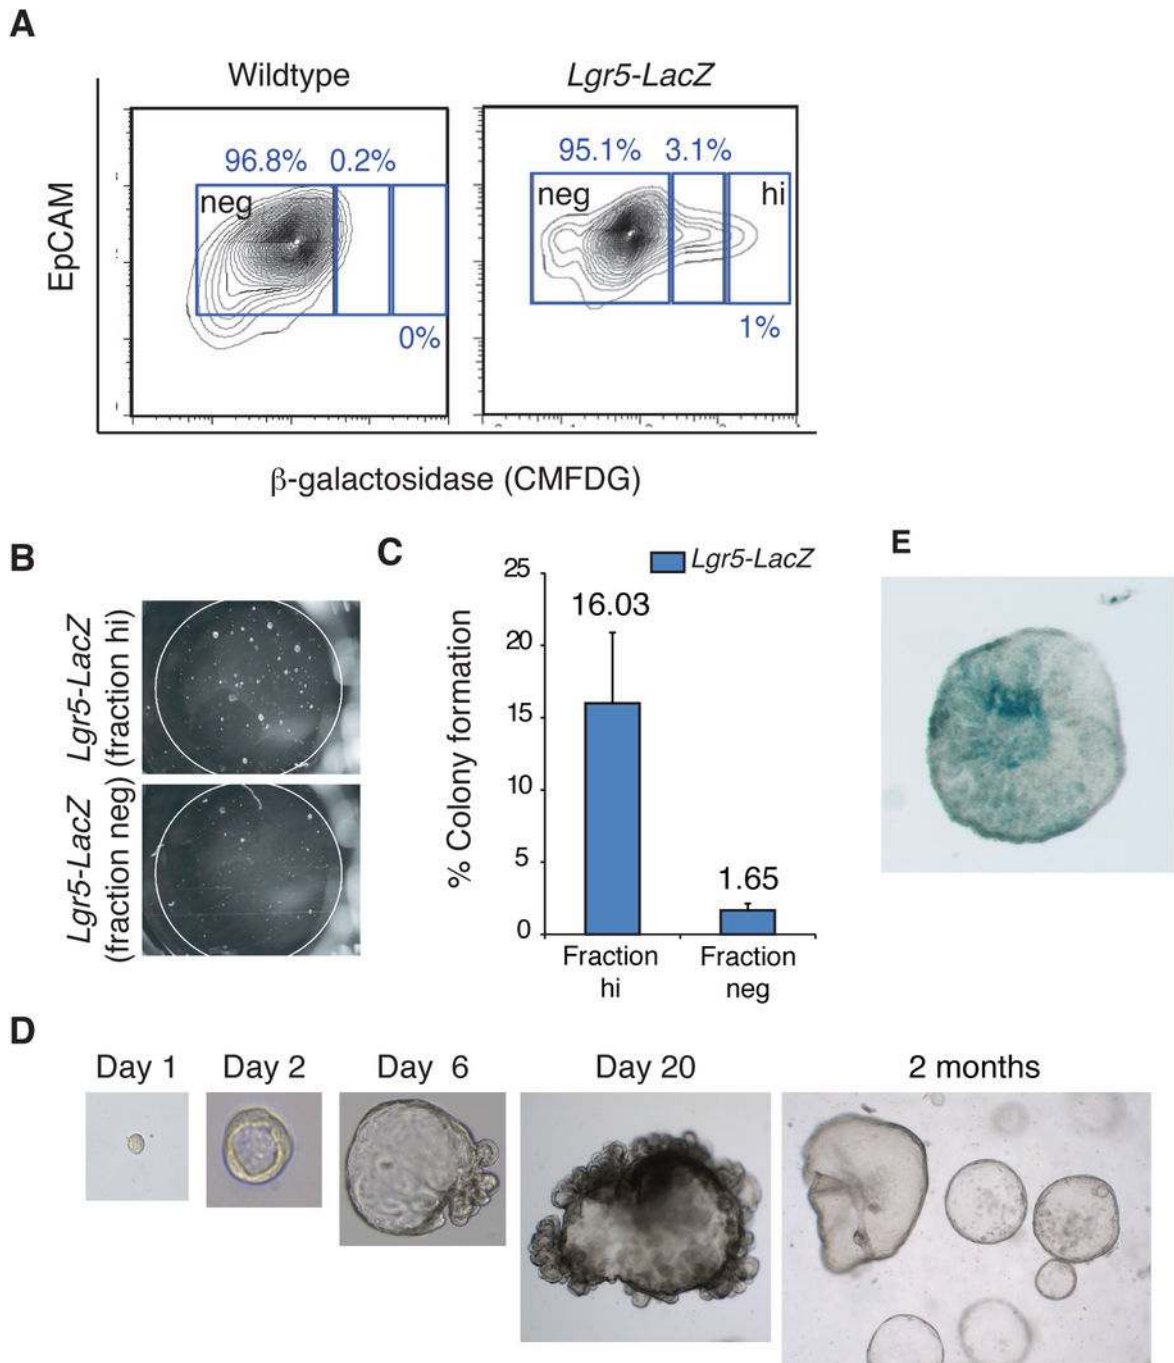 A
Wildtype
Lgr5-LacZ
96.8% 0.2%
95.1% 3.1%
neg
neg
hi
EpCAM
0%
1%
β-galactosidase (CMFDG)
B
Lgr5-LacZ
(fraction hi)
Lgr5-LacZ
(fraction neg)
C
Lgr5-LacZ
% Colony formation
25
20
15
10
5
0
16.03
1.65
Fraction
hi
Fraction
neg
E
D
Day 1
Day 2
Day 6
Day 20
2 months